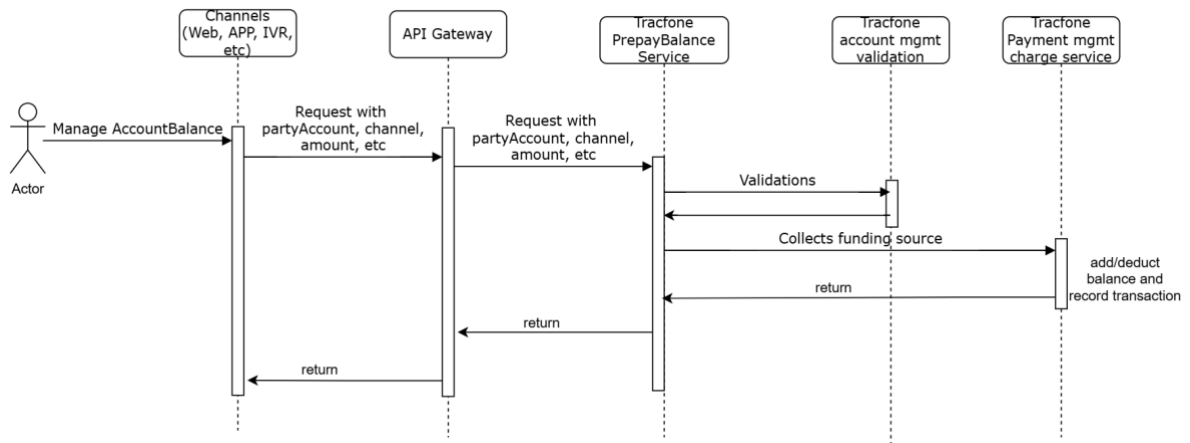 Channels
(Web, APP, IVR,
etc)
API Gateway
Tracfone
PrepayBalance
Service
Tracfone
account mgmt
validation
Tracfone
Payment mgmt
charge service
Manage AccountBalance
Request with
partyAccount, channel,
amount, etc
Request with
partyAccount, channel,
amount, etc
Actor
Validations
Collects funding source
add/deduct
balance and
record transaction
return
return
return